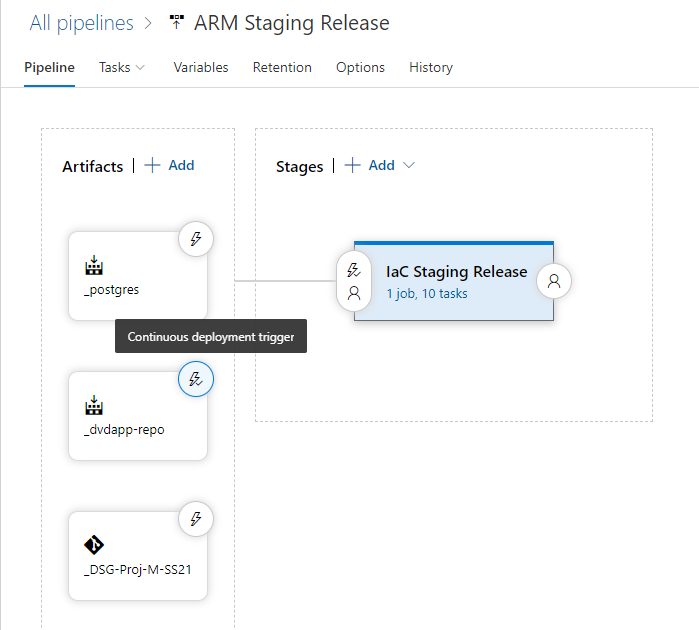 All pipelines > ARM Staging Release
Pipeline Tasks Variables Retention Options History
Artifacts | + Add
Stages | + Add
_postgres
IaC Staging Release
1 job, 10 tasks
Continuous deployment trigger
_dvdapp-repo
_DSG-Proj-M-SS21